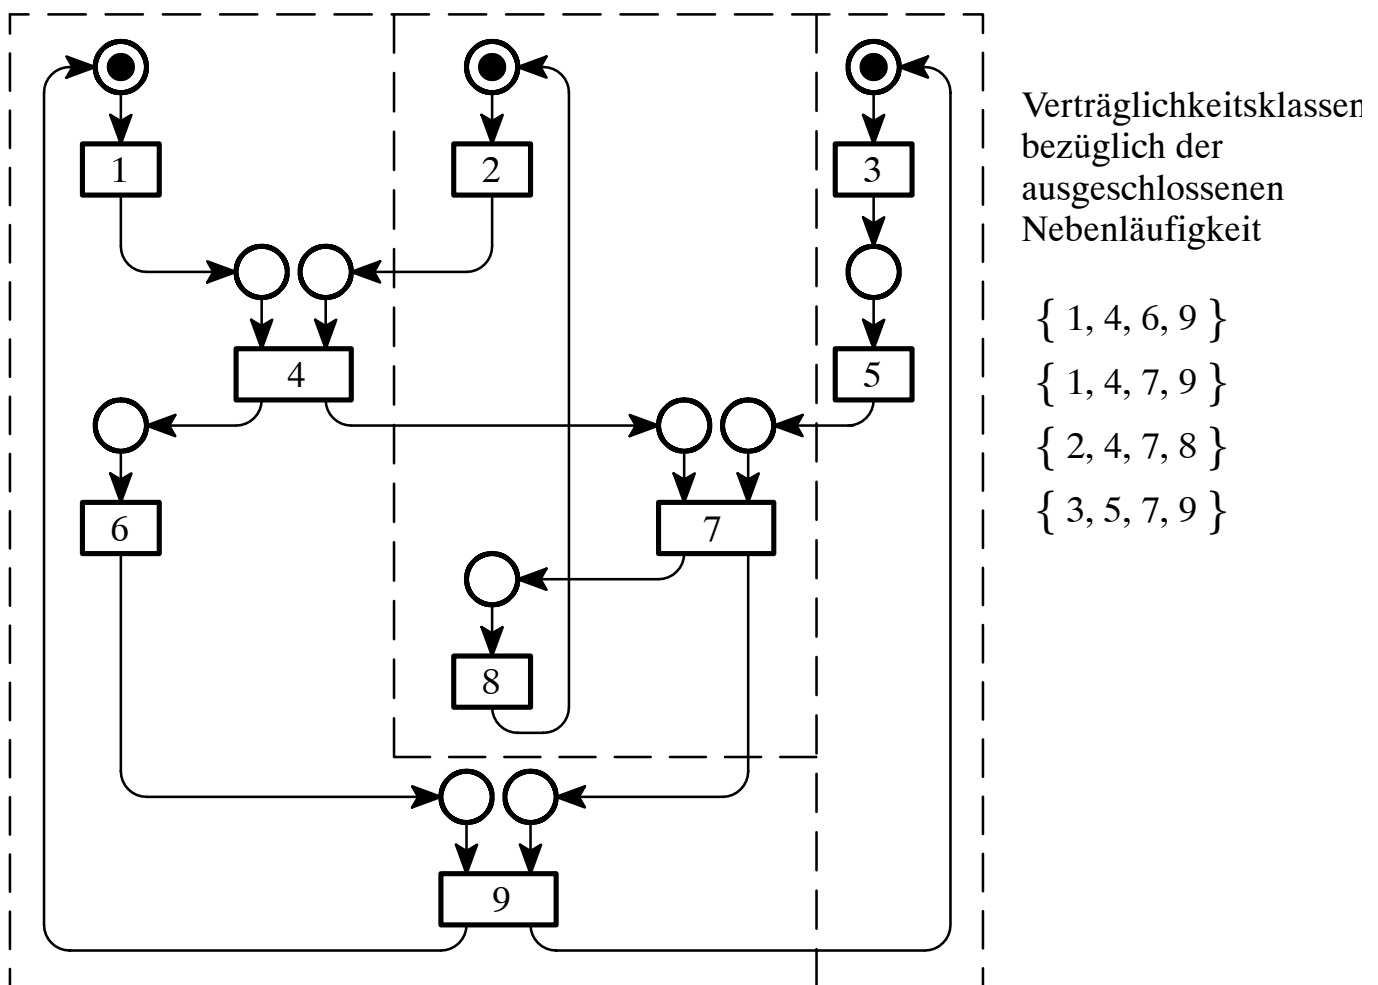 1
2
3
4
5
6
7
8
9
Verträglichkeitsklassen
bezüglich der
ausgeschlossenen
Nebenläufigkeit
{ 1, 4, 6, 9 }
{ 1, 4, 7, 9 }
{ 2, 4, 7, 8 }
{ 3, 5, 7, 9 }